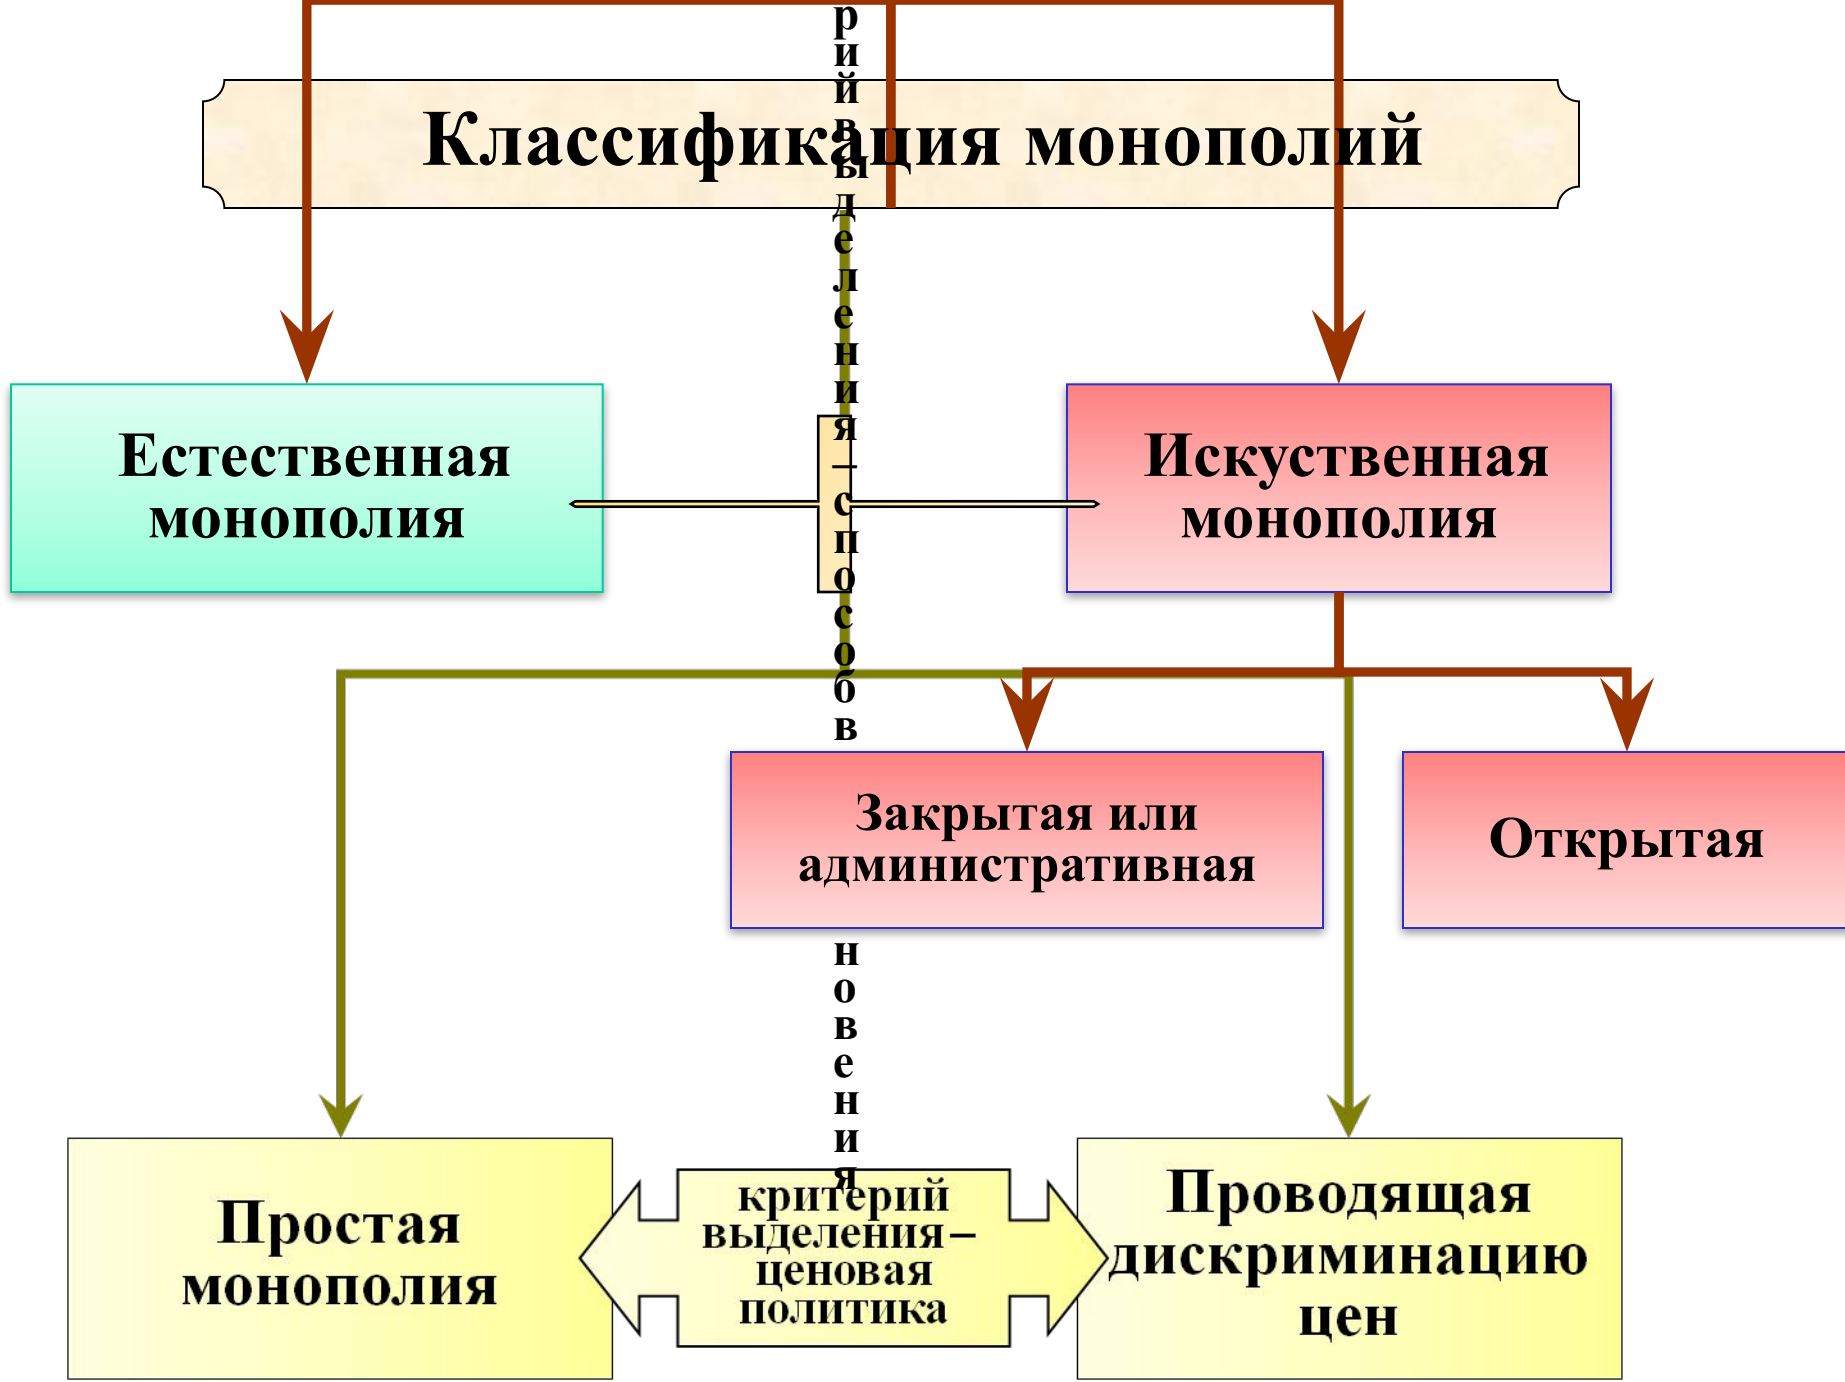 Классификация монополий
р
и
й
в
ы
д
е
л
е
н
и
я
–
с
п
о
с
о
б
в
Естественная
монополия
Искуственная
монополия
Закрытая или
административная
Открытая
н
о
в
е
н
и
я
Простая
монополия
критерий
выделения–
ценовая
политика
Проводящая
дискриминацию
цен